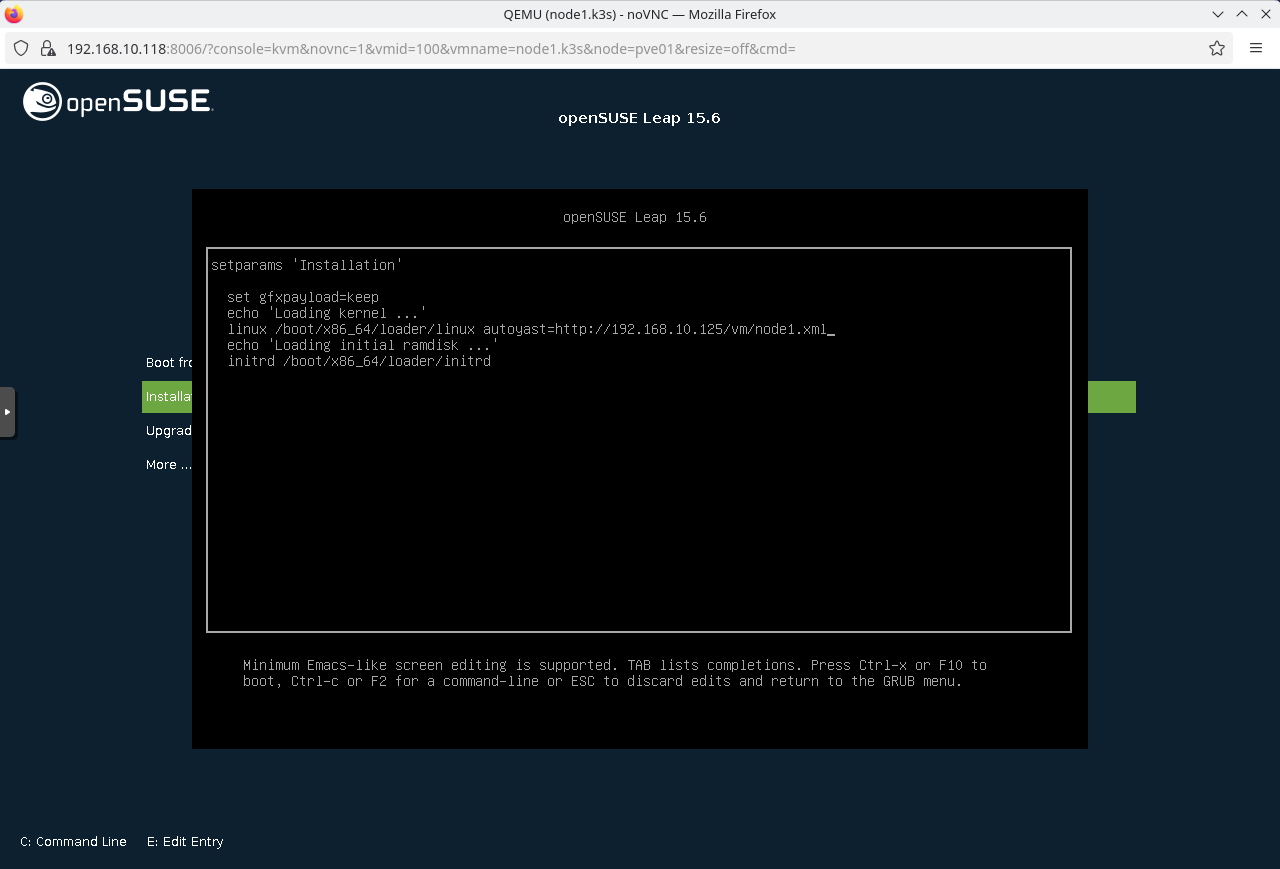 QEMU (node1.k3s) - noVNC — Mozilla Firefox
192.168.10.118:8006/?console=kvm&novnc=1&vmid=100&vmname=node1.k3s&node=pve01&resize=off&cmd=
openSUSE.
openSUSE Leap 15.6
openSUSE Leap 15.6
setparams 'Installation'
set gfxpayload=keep
echo 'Loading kernel ...'
linux /boot/x86_64/loader/linux autoyast=http://192.168.10.125/vm/node1.xml_
echo 'Loading initial ramdisk ...'
initrd /boot/x86_64/loader/initrd
Boot fro
Installa
Upgrad
More ...
Minimum Emacs-like screen editing is supported. TAB lists completions. Press Ctrl-x or F10 to
boot, Ctrl-c or F2 for a command-line or ESC to discard edits and return to the GRUB menu.
C: Command Line E: Edit Entry